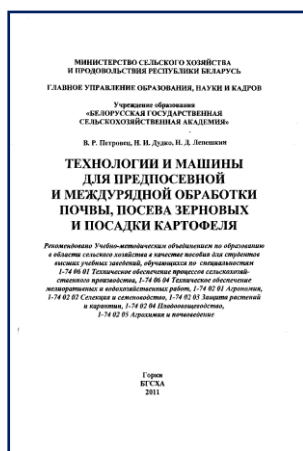 МИНИСТЕРСТВО СЕЛЬСКОГО ХОЗЯЙСТВА
И ПРОДОВОЛЬСТВИЯ РЕСПУБЛИКИ БЕЛАРУСЬ
ГЛАВНОЕ УПРАВЛЕНИЕ ОБРАЗОВАНИЯ, НАУКИ И КАДРОВ
Учреждение образования
«БЕЛОРУССКАЯ ГОСУДАРСТВЕННАЯ
СЕЛЬСКОХОЗЯЙСТВЕННАЯ АКАДЕМИЯ»
В. Р. Петровец, Н. И. Дудко, Н. Д. Лепешкин
ТЕХНОЛОГИИ И МАШИНЫ
ДЛЯ ПРЕДПОСЕВНОЙ
И МЕЖДУРЯДНОЙ ОБРАБОТКИ
ПОЧВЫ, ПОСЕВА ЗЕРНОВЫХ
И ПОСАДКИ КАРТОФЕЛЯ
Рекомендовано Учебно-методическим объединением по образованию
в области сельского хозяйства в качестве пособия для студентов
высших учебных заведений, обучающихся по специальностям
1-74 06 01 Техническое обеспечение процессов сельскохозяй-
ственного производства, 1-74 06 04 Техническое обеспечение
мелиоративных и водохозяйственных работ, 1-74 02 01 Агрономия,
1-74 02 02 Селекция и семеноводство, 1-74 02 03 Защита растений
и карантин, 1-74 02 04 Плодоовощеводство,
1-74 02 05 Агрохимия и почвоведение
Горки
БГСХА
2011